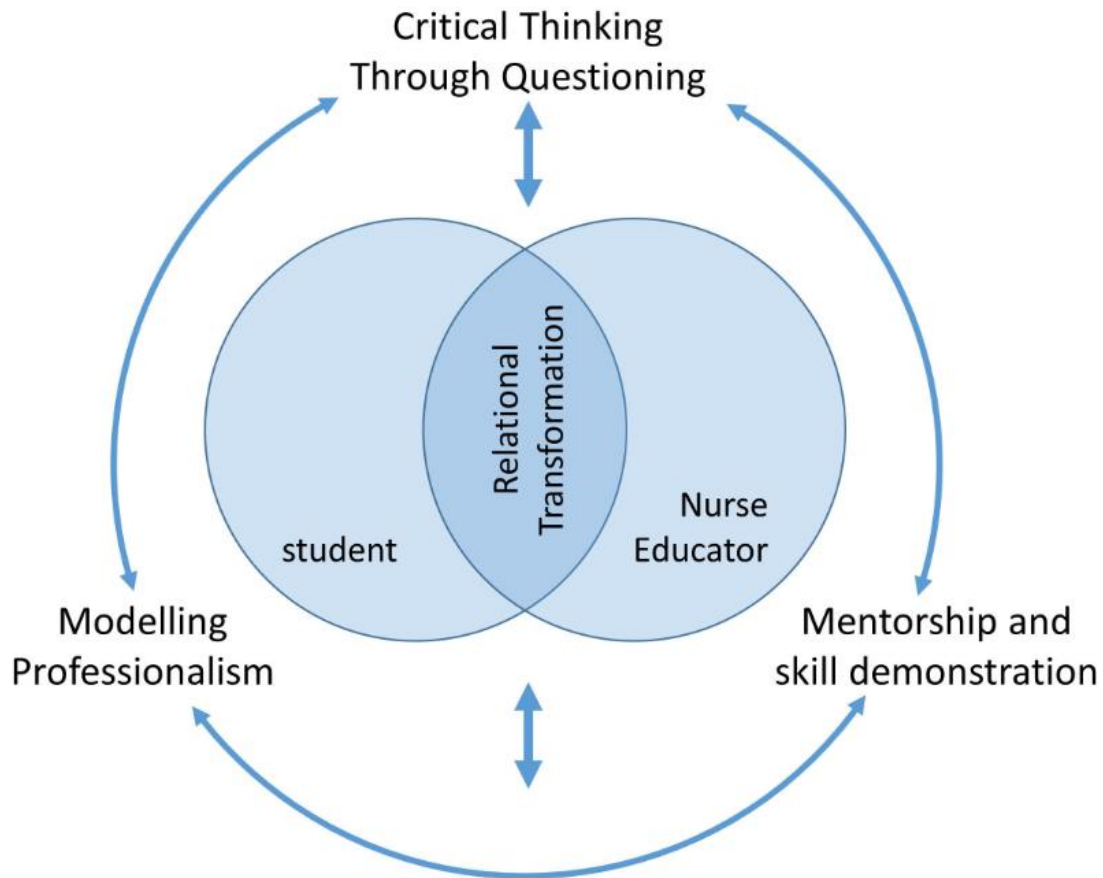 Critical Thinking
Through Questioning
Relational
Transformation
student
Nurse
Educator
Modelling
Professionalism
Mentorship and
skill demonstration